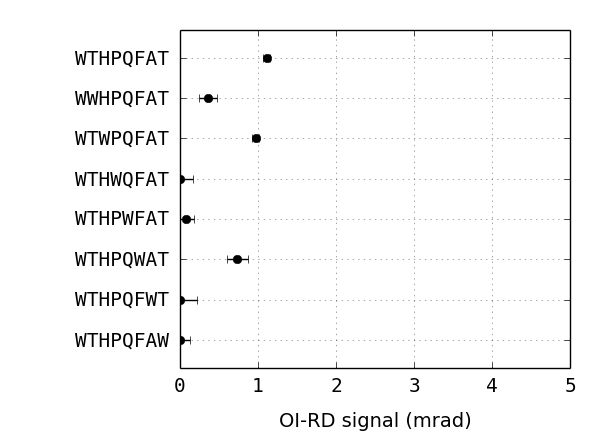 WTHPQFAT
WWHPQFAT
WTWPQFAT
WTHWQFAT
WTHPWFAT
WTHPQWAT
WTHPQFWT
WTHPQFAW
0 1 2 3 4 5
OI-RD signal (mrad)